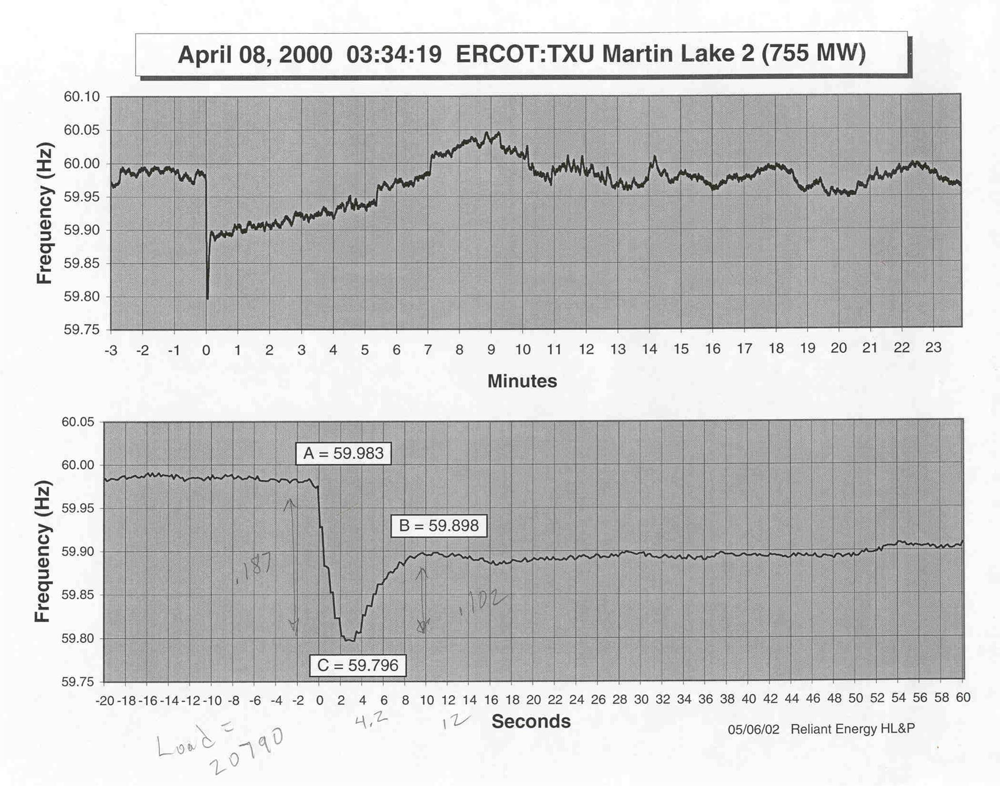 April 08, 2000 03:34:19 ERCOT:TXU Martin Lake 2 (755 MW)
Frequency (Hz)
60.10
60.05
60.00
59.95
59.90
59.85
59.80
59.75
-3 -2 -1 0 1 2 3 4 5 6 7 8 9 10 11 12 13 14 15 16 17 18 19 20 21 22 23
Minutes
Frequency (Hz)
60.05
60.00
59.95
59.90
59.85
59.80
59.75
A = 59.983
B = 59.898
.187
.102
C = 59.796
-20 -18 -16 -14 -12 -10 -8 -6 -4 -2 0 2 4 6 8 10 12 14 16 18 20 22 24 26 28 30 32 34 36 38 40 42 44 46 48 50 52 54 56 58 60
4.2
12
Seconds
05/06/02 Reliant Energy HL&P
Load =
20790